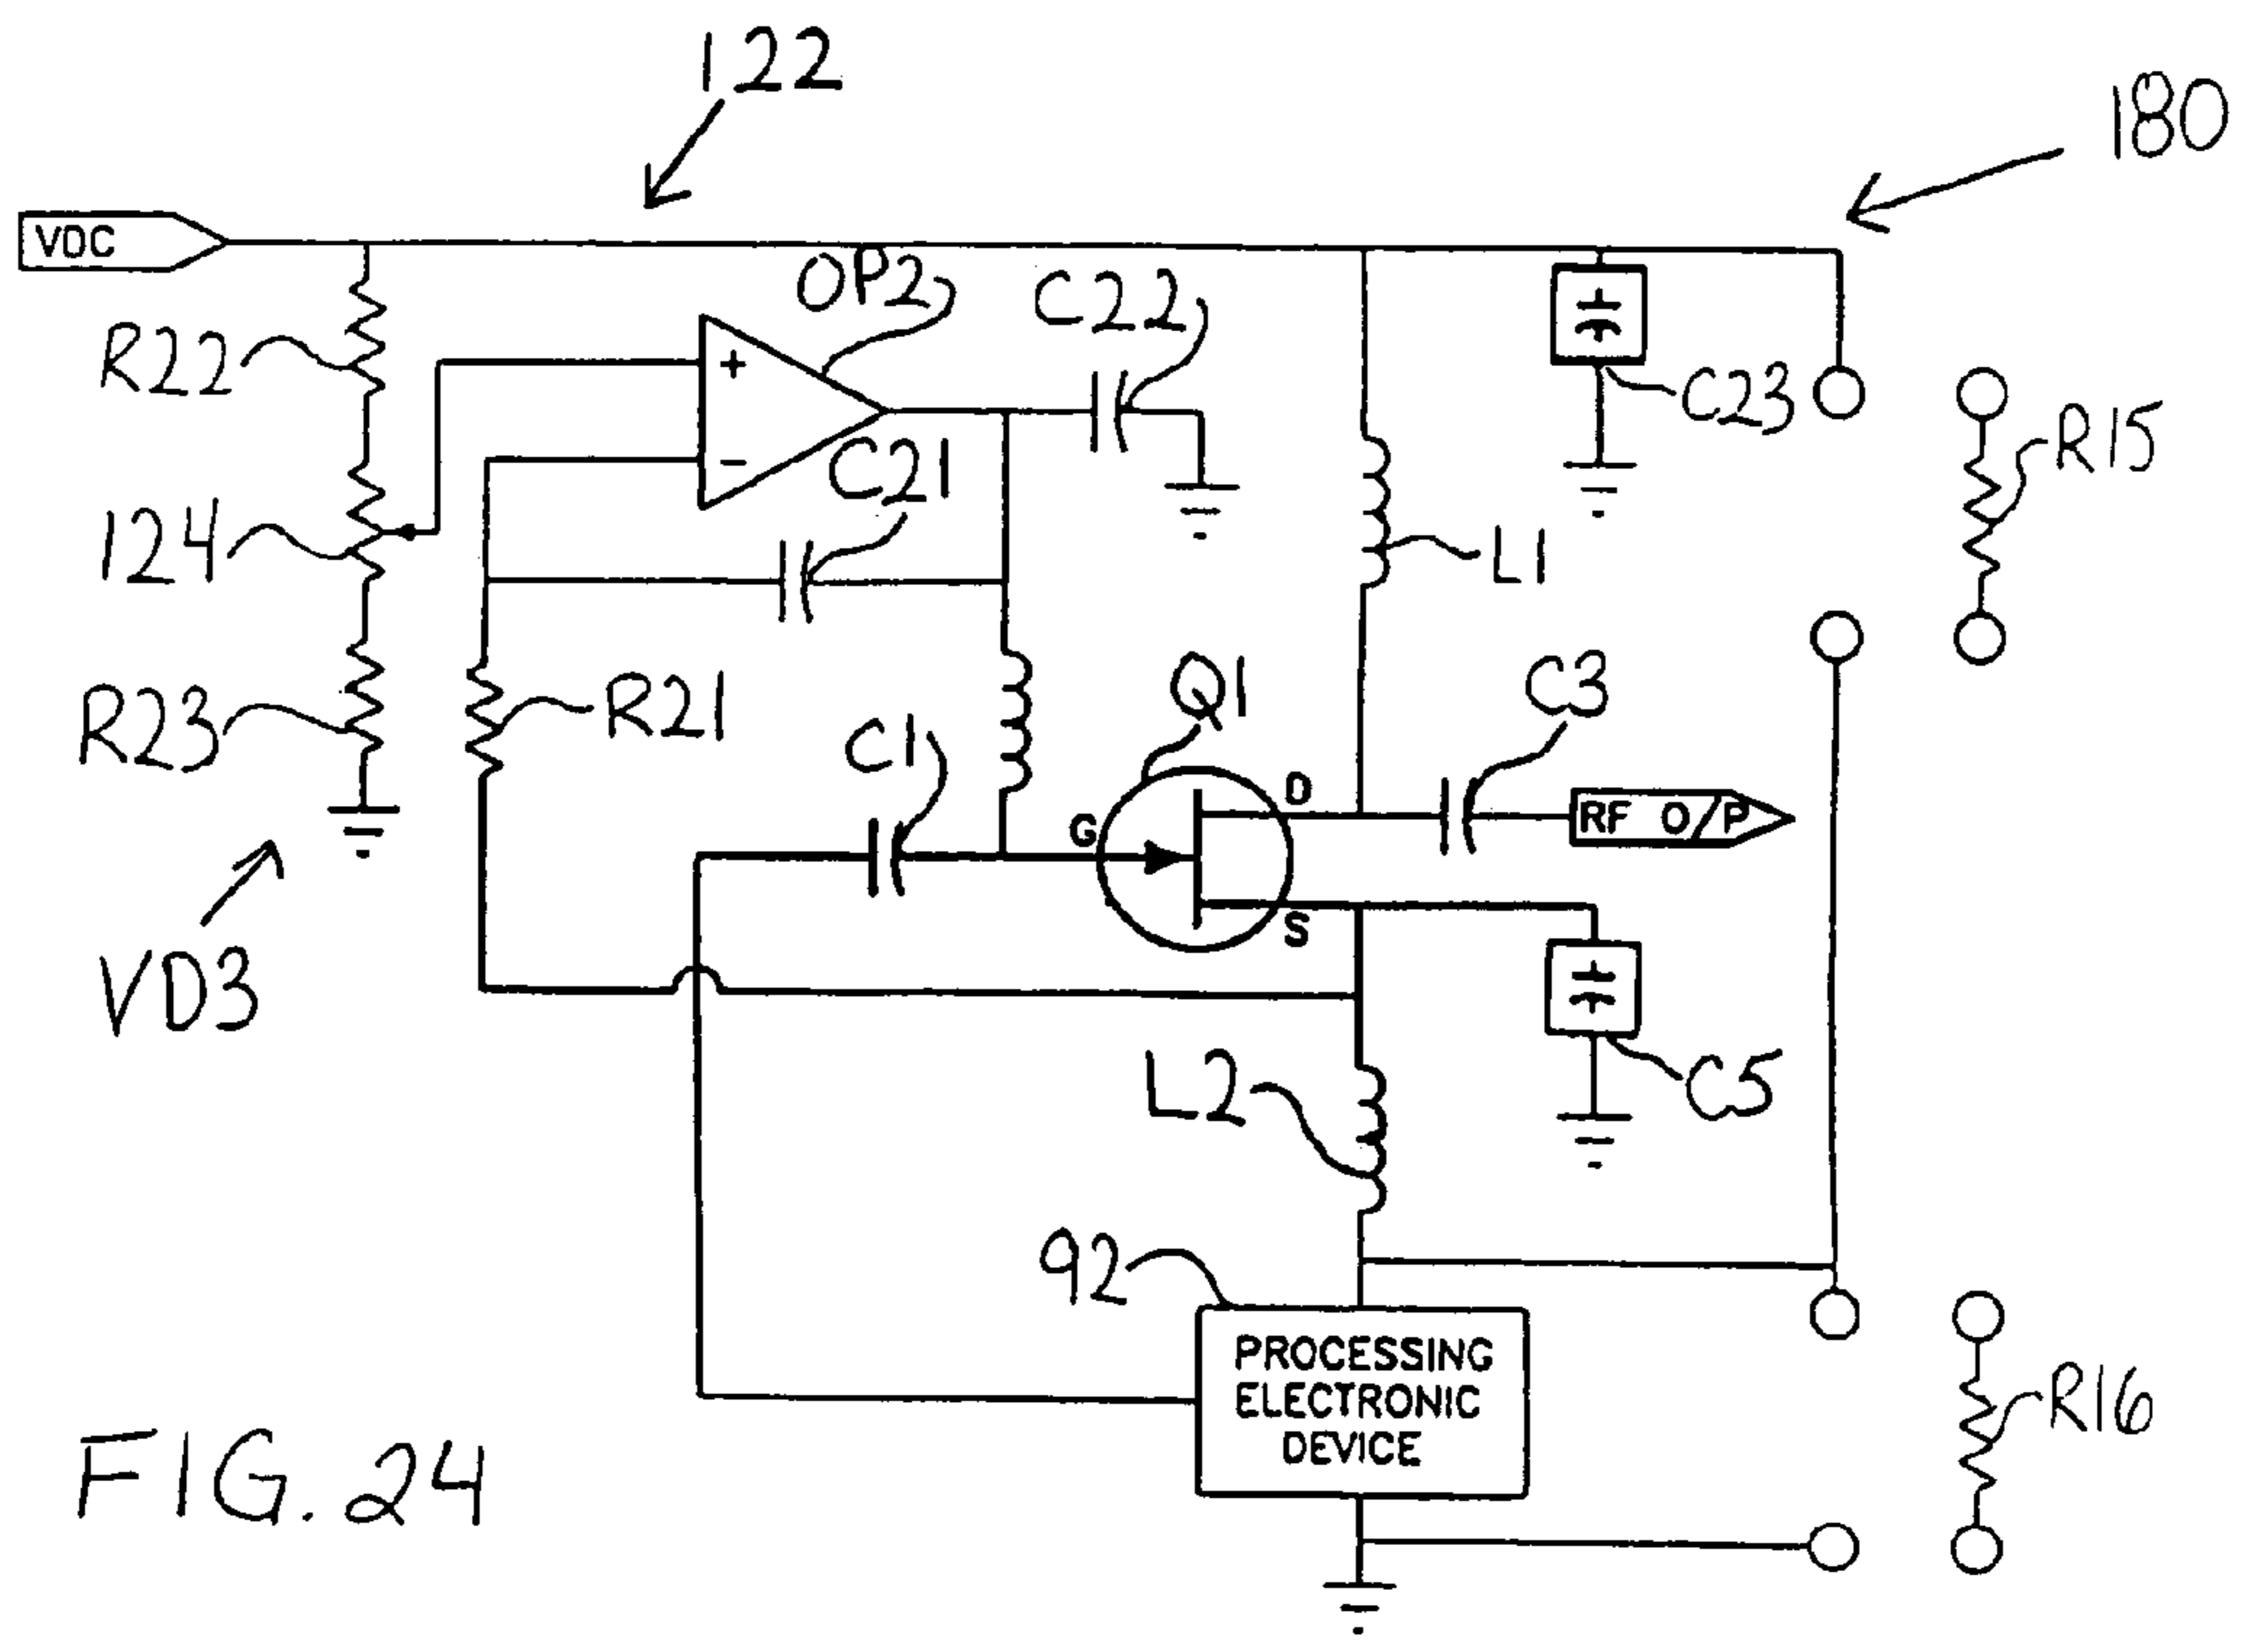 122
180
VDC
OP2
C22
R22
C23
R15
C21
124
L1
R23
R21
C1
Q1
C3
D
G
RF O/P
S
VD3
L2
C5
92
PROCESSING
ELECTRONIC
DEVICE
R16
FIG. 24